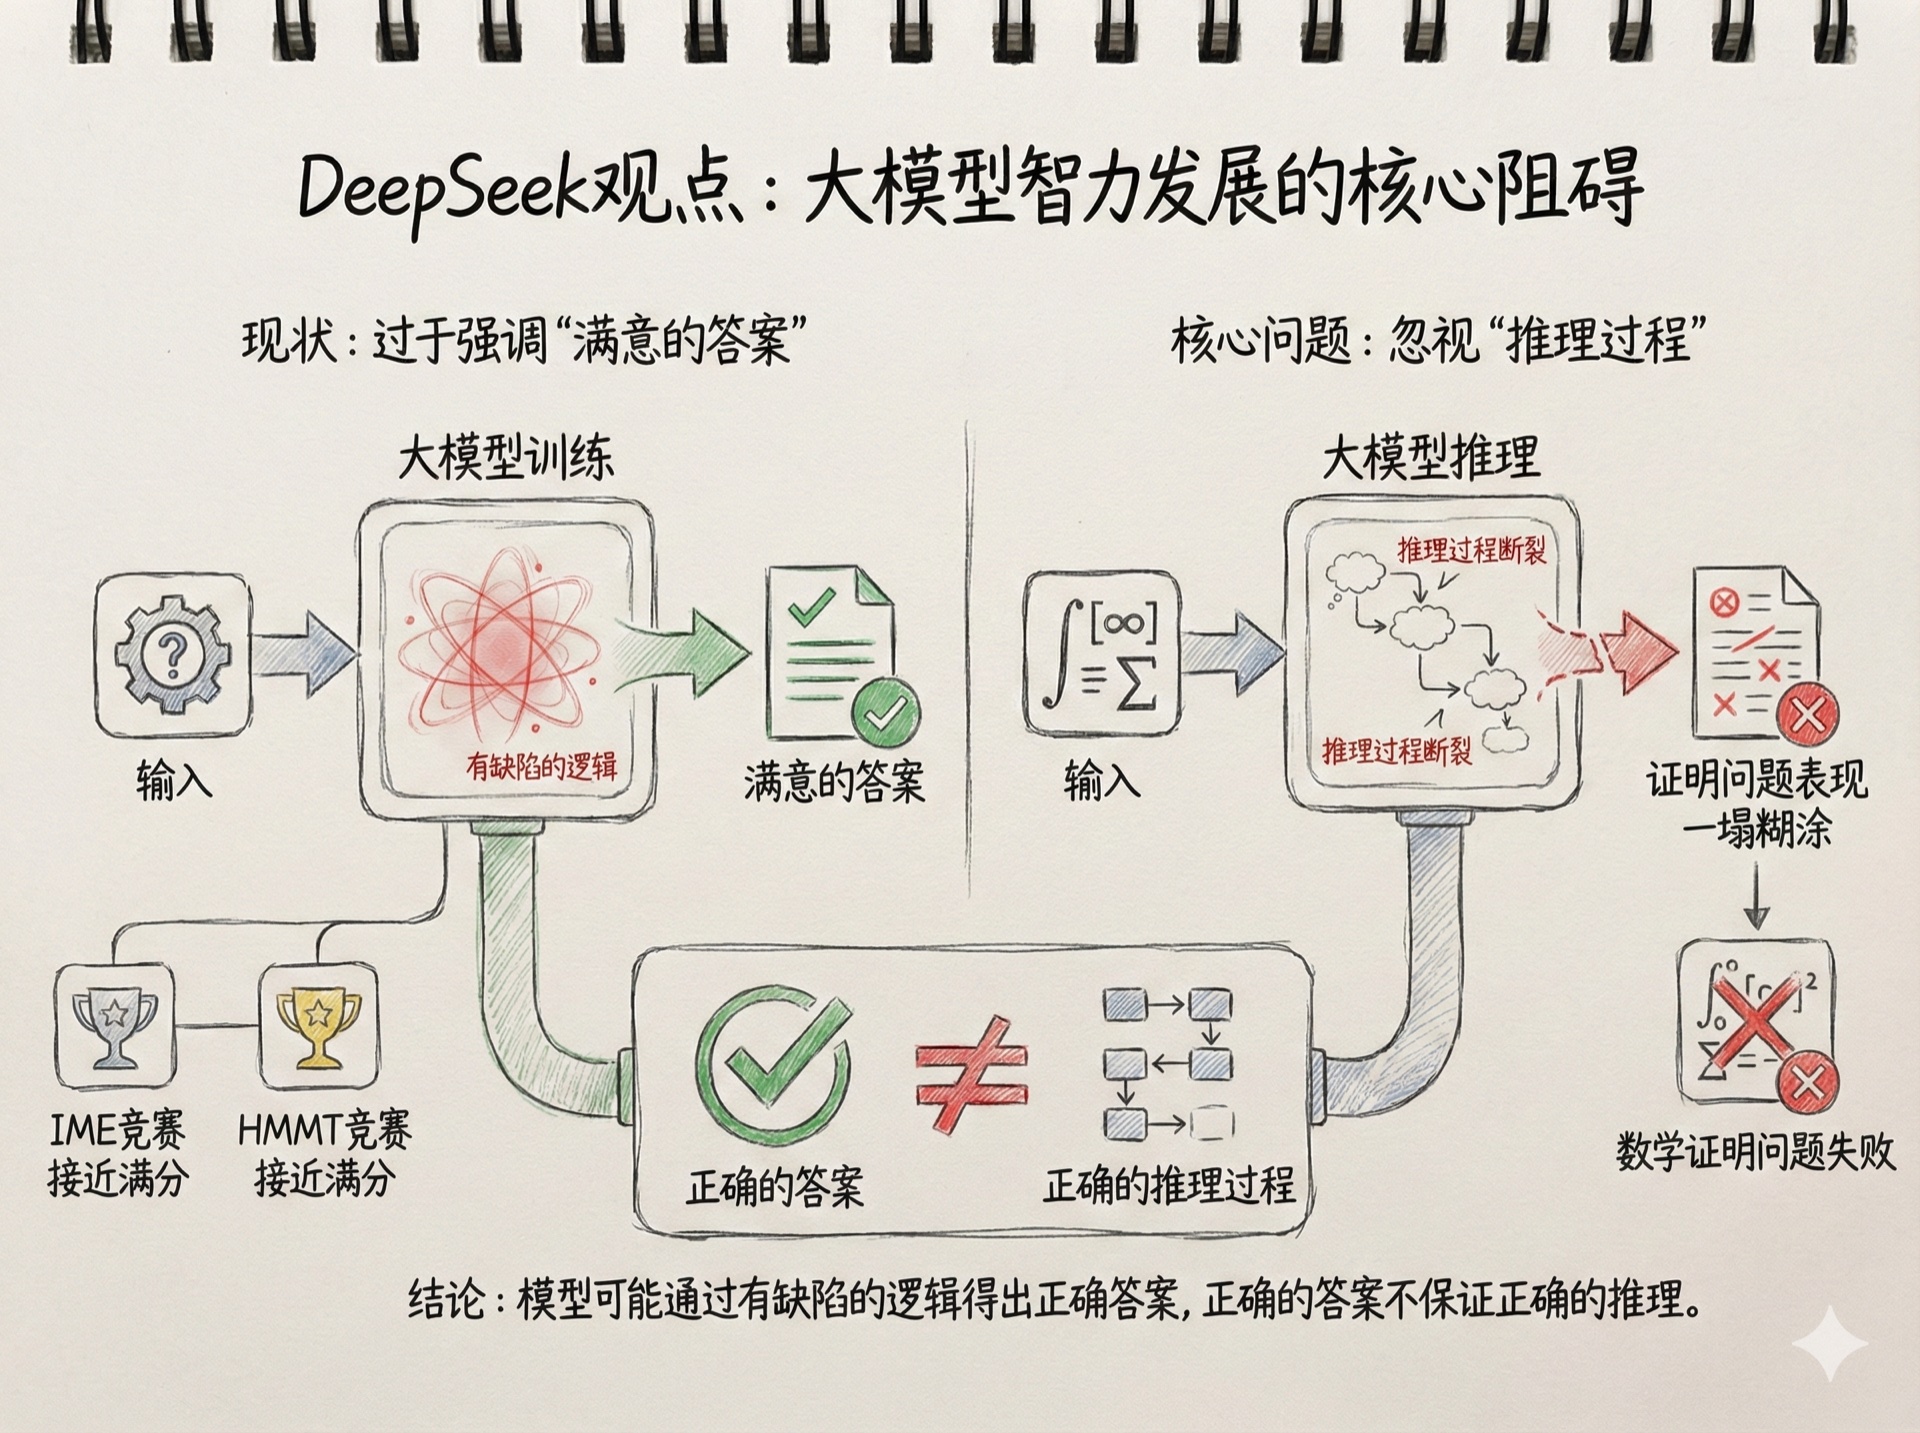 DeepSeek观点：大模型智力发展的核心阻碍
现状：过于强调“满意的答案”
大模型训练
有缺陷的逻辑
输入
满意的答案
IME竞赛
接近满分
HMMT竞赛
接近满分
核心问题：忽视“推理过程”
大模型推理
推理过程断裂
推理过程断裂
输入
证明问题表现
一塌糊涂
数学证明问题失败
正确的答案
≠
正确的推理过程
结论：模型可能通过有缺陷的逻辑得出正确答案，正确的答案不保证正确的推理。